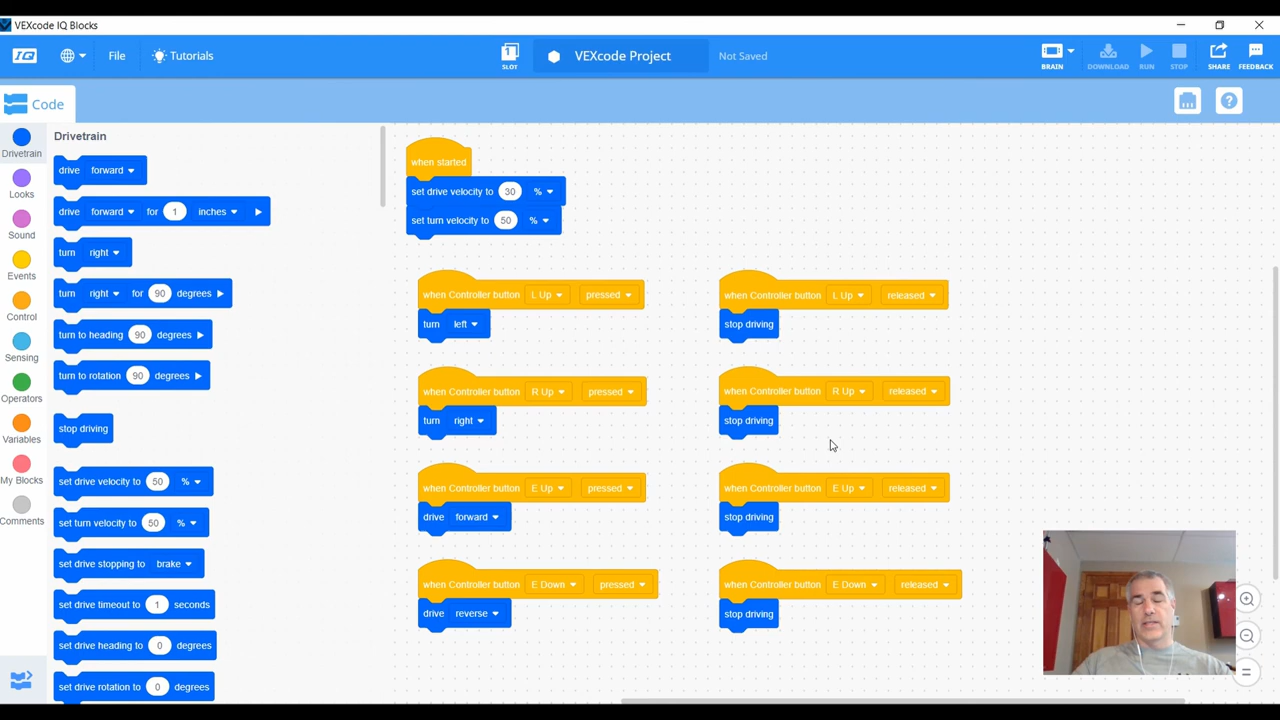 VEXcode IQ Blocks
IQ
File
Tutorials
1
SLOT
VEXcode Project
Not Saved
BRAIN
DOWNLOAD
RUN
STOP
SHARE
FEEDBACK
Code
?
Drivetrain
Looks
Sound
Events
Control
Sensing
Operators
Variables
My Blocks
Comments
Drivetrain
drive forward
drive forward for 1 inches
turn right
turn right for 90 degrees
turn to heading 90 degrees
turn to rotation 90 degrees
stop driving
set drive velocity to 50 %
set turn velocity to 50 %
set drive stopping to brake
set drive timeout to 1 seconds
set drive heading to 0 degrees
set drive rotation to 0 degrees
when started
set drive velocity to 30 %
set turn velocity to 50 %
when Controller button L Up pressed
turn left
when Controller button L Up released
stop driving
when Controller button R Up pressed
turn right
when Controller button R Up released
stop driving
when Controller button E Up pressed
drive forward
when Controller button E Up released
stop driving
when Controller button E Down pressed
drive reverse
when Controller button E Down released
stop driving